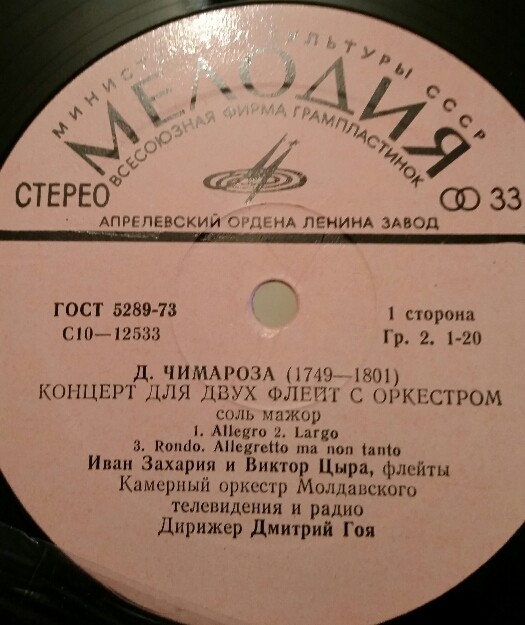 МИНИСТ КУЛЬТУРЫ СССР
МЕЛОДИЯ
ВСЕСОЮЗНАЯ ФИРМА ГРАМПЛАСТИНОК
СТЕРЕО 33
АПРЕЛЕВСКИЙ ОРДЕНА ЛЕНИНА ЗАВОД
ГОСТ 5289-73 1 сторона
С10—12533 Гр. 2. 1-20
Д. ЧИМАРОЗА (1749—1801)
КОНЦЕРТ ДЛЯ ДВУХ ФЛЕЙТ С ОРКЕСТРОМ
соль мажор
1. Allegro 2. Largo
3. Rondo. Allegretto ma non tanto
Иван Захария и Виктор Цыра, флейты
Камерный оркестр Молдавского
телевидения и радио
Дирижер Дмитрий Гоя